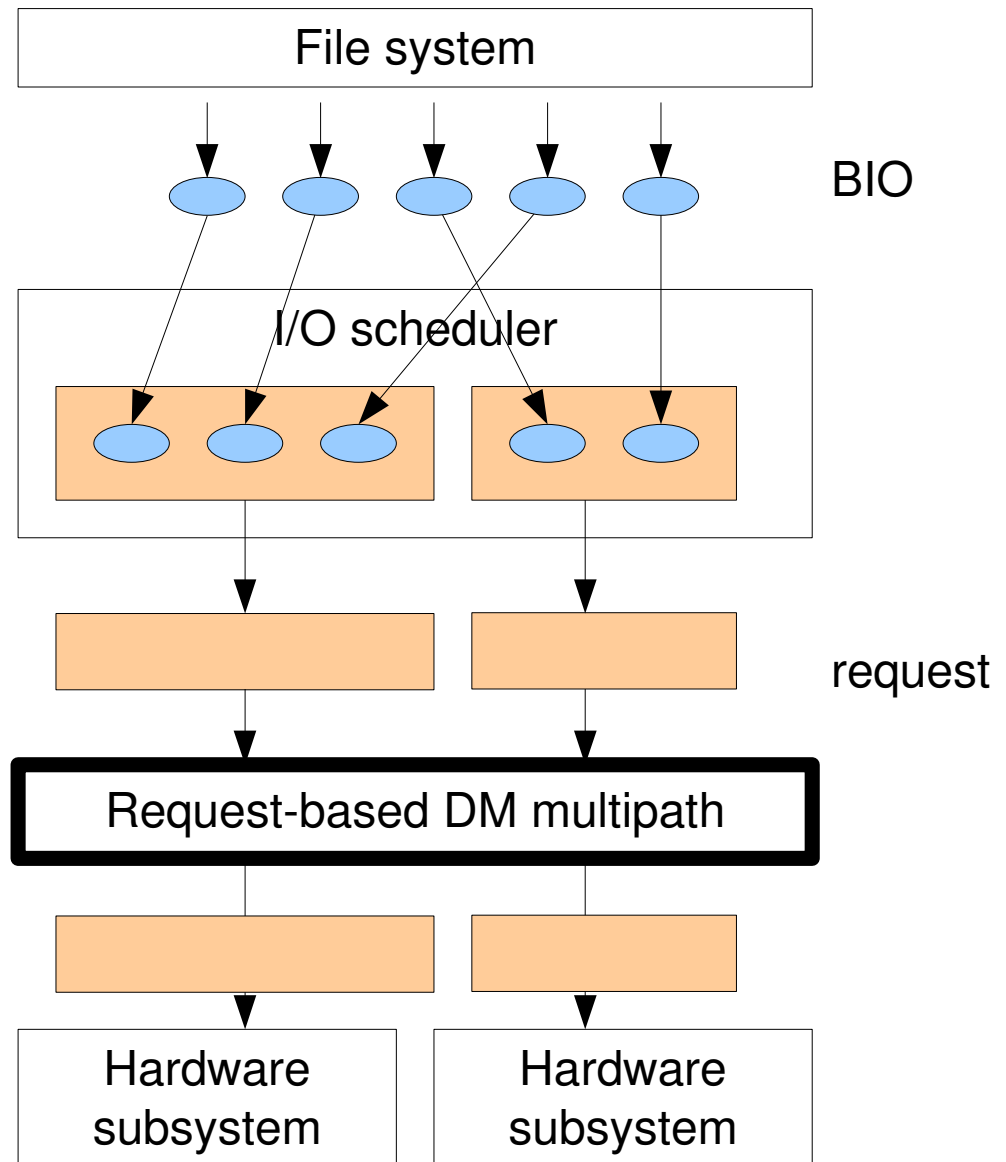 File system
BIO
I/O scheduler
request
Request-based DM multipath
Hardware
subsystem
Hardware
subsystem